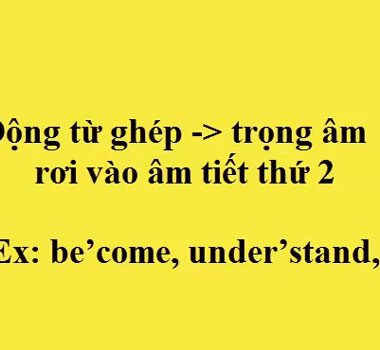 Động từ ghép -> trọng âm
rơi vào âm tiết thứ 2
Ex: be’come, under’stand,